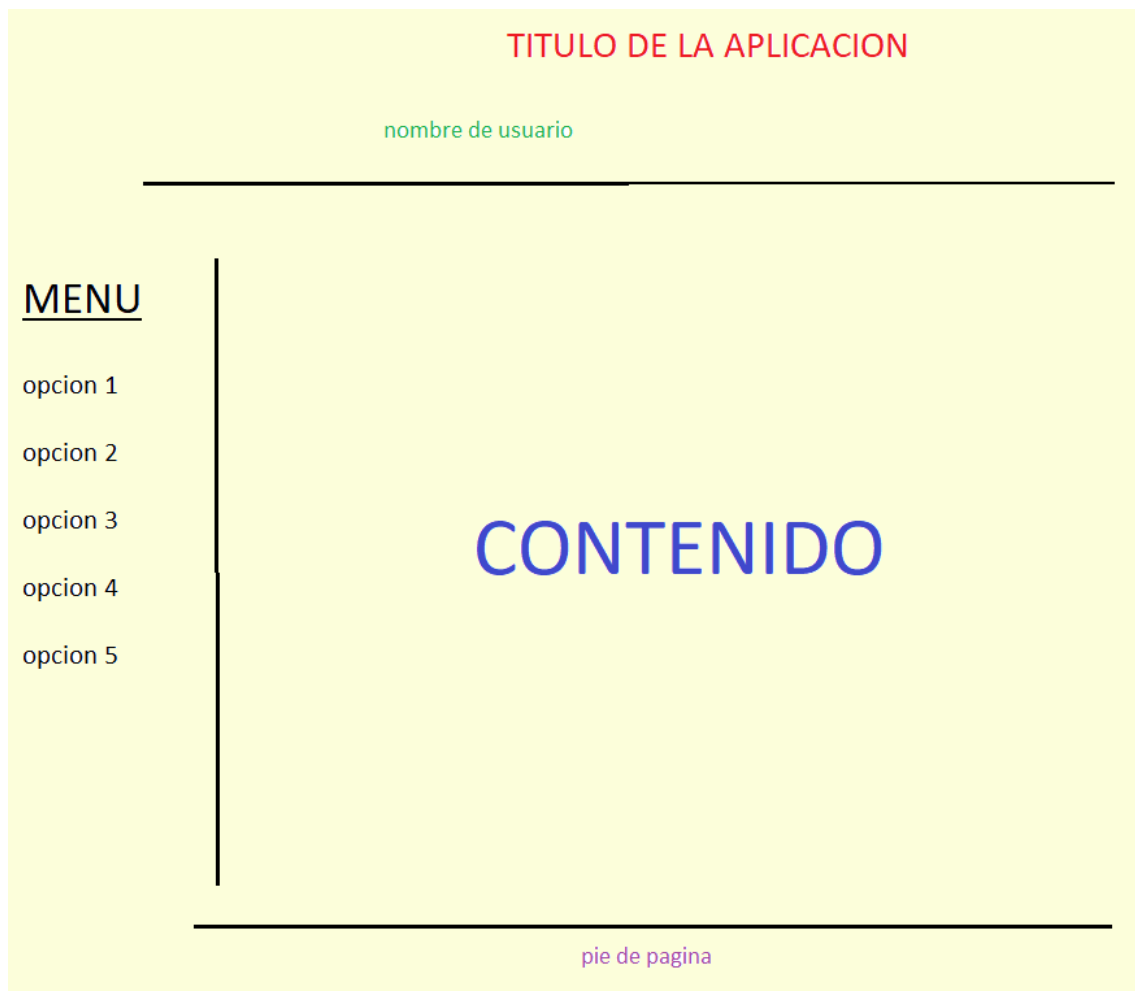 TITULO DE LA APLICACION
nombre de usuario
MENU
opcion 1
opcion 2
opcion 3
opcion 4
opcion 5
CONTENIDO
pie de pagina